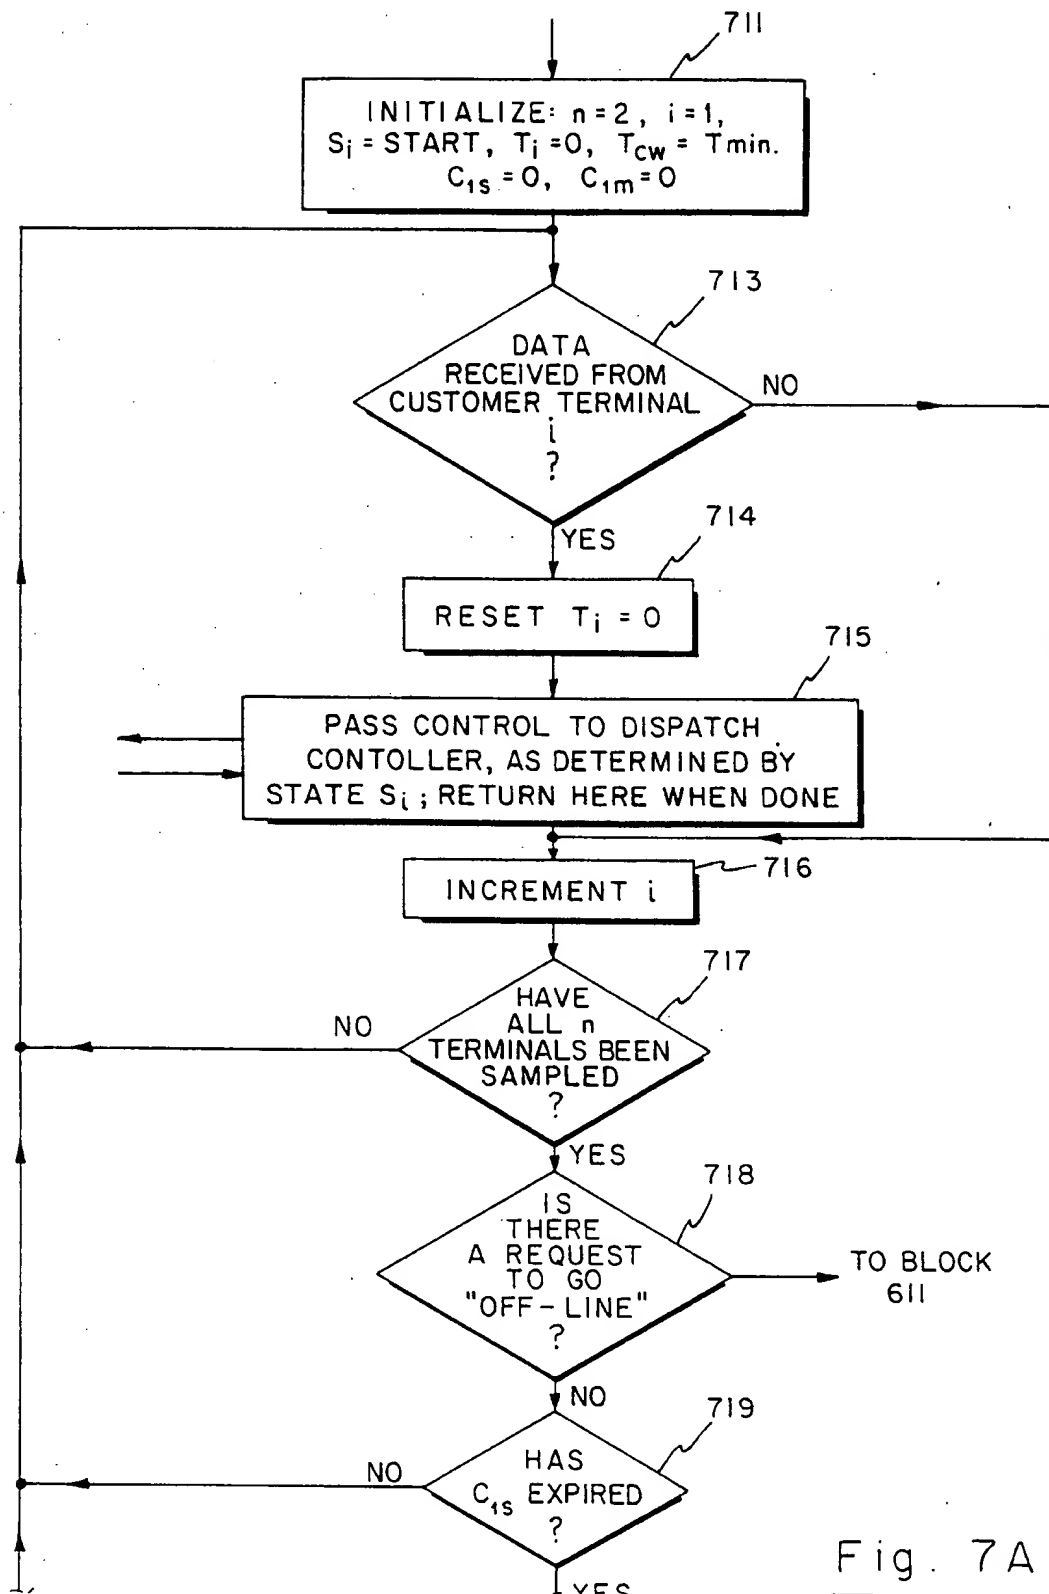 711
INITIALIZE: n=2, i=1,
Si = START, Ti=0, TCW = Tmin.
C1s=0, C1m=0
713
DATA
RECEIVED FROM
CUSTOMER TERMINAL
i
?
NO
YES
714
RESET Ti = 0
715
PASS CONTROL TO DISPATCH
CONTOLLER, AS DETERMINED BY
STATE Si; RETURN HERE WHEN DONE
716
INCREMENT i
717
HAVE
ALL n
TERMINALS BEEN
SAMPLED
?
NO
YES
718
IS
THERE
A REQUEST
TO GO
"OFF-LINE"
?
TO BLOCK
611
NO
719
HAS
C1s EXPIRED
?
NO
YES
Fig. 7A